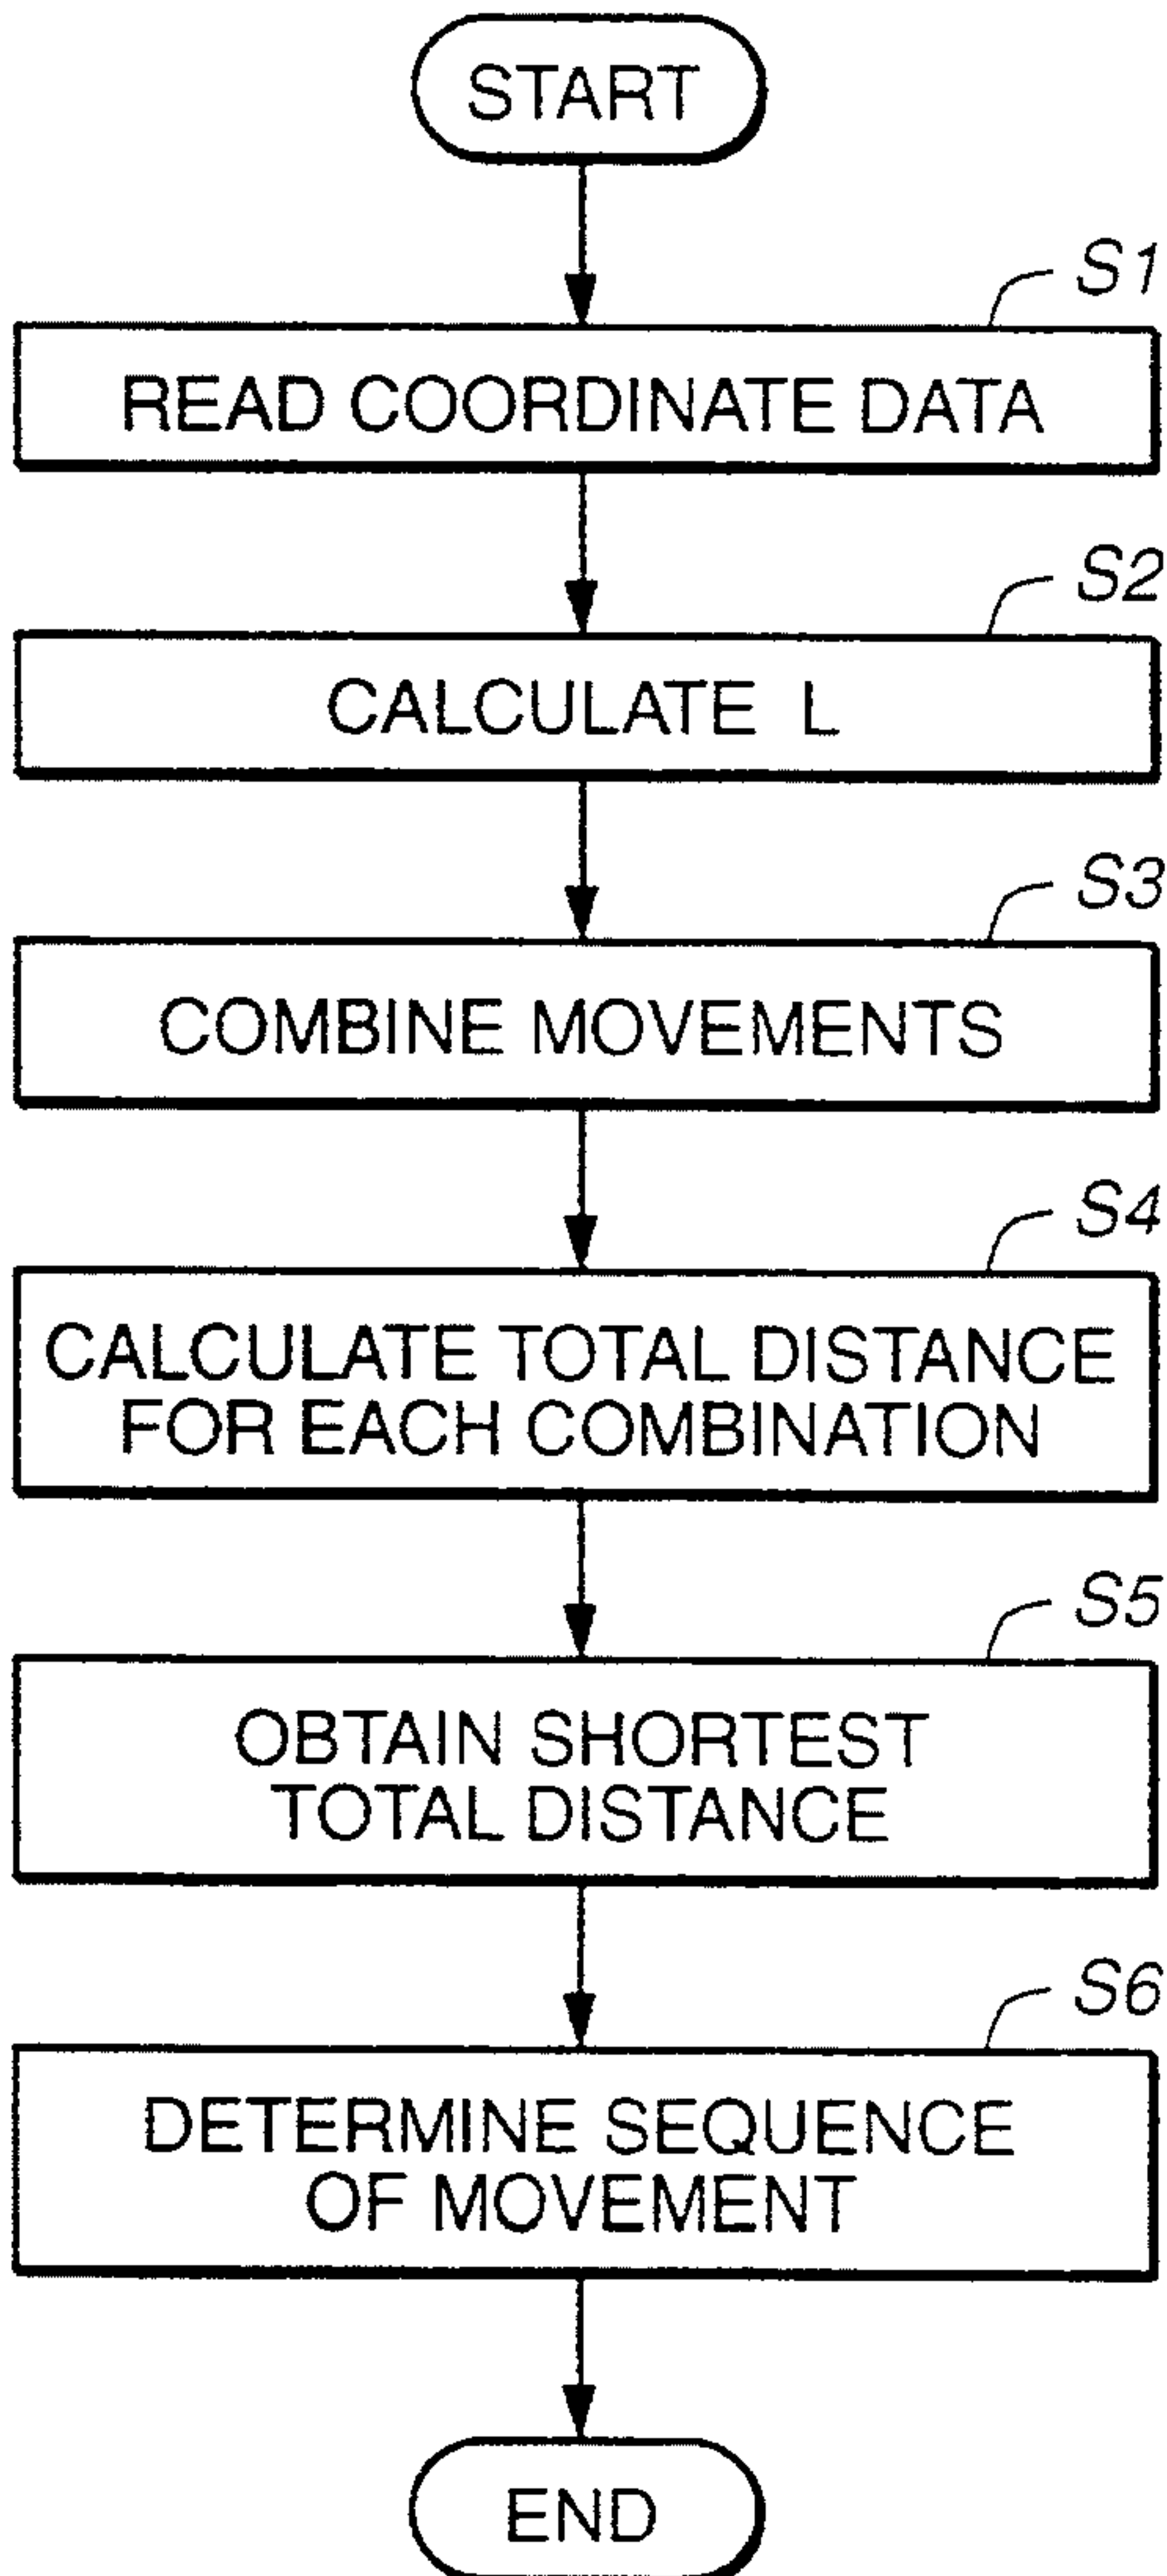 START
S1
READ COORDINATE DATA
S2
CALCULATE L
S3
COMBINE MOVEMENTS
S4
CALCULATE TOTAL DISTANCE
FOR EACH COMBINATION
S5
OBTAIN SHORTEST
TOTAL DISTANCE
S6
DETERMINE SEQUENCE
OF MOVEMENT
END